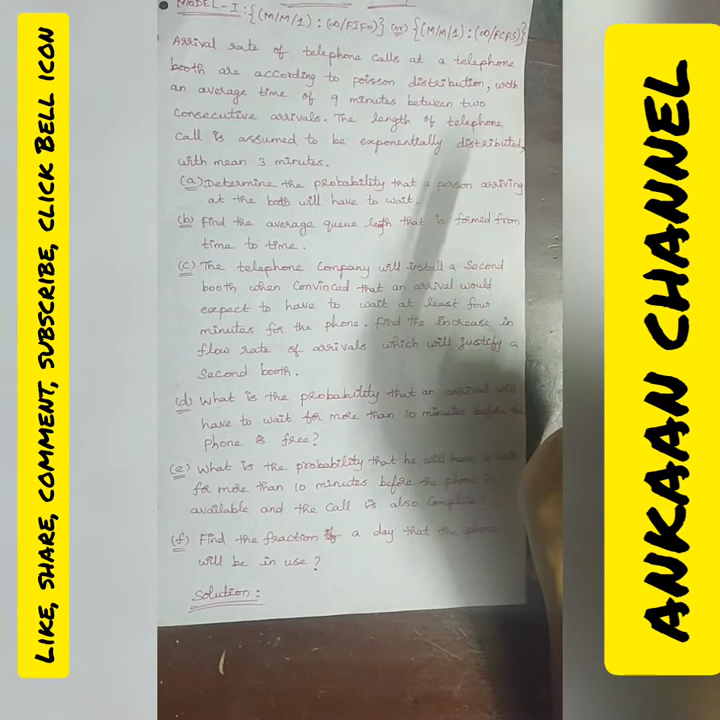 LIKE, SHARE, COMMENT, SUBSCRIBE, CLICK BELL ICON
MODEL-I: {(M/M/1) : (∞/FIFO)} (or) {(M/M/1) : (∞/FCFS)}
Arrival rate of telephone calls at a telephone
booth are according to poisson distribution, with
an average time of 9 minutes between two
consecutive arrivals. The length of telephone
call is assumed to be exponentially distributed,
with mean 3 minutes.
(a) Determine the probability that a person arriving
at the both will have to wait.
(b) Find the average queue legth that is formed from
time to time.
(c) The telephone Company will install a Second
booth when Convinced that an arrival would
expect to have to wait at least four
minutes for the phone. Find the increase in
flow rate of arrivals which will justify a
Second booth.
(d) What is the probability that an arrival will
have to wait for more than 10 minutes before the
phone is free?
(e) What is the probability that he will have to wait
for more than 10 minutes before the phone is
available and the call is also complete?
(f) Find the fraction of a day that the phone
will be in use?
Solution:
ANKAAN CHANNEL